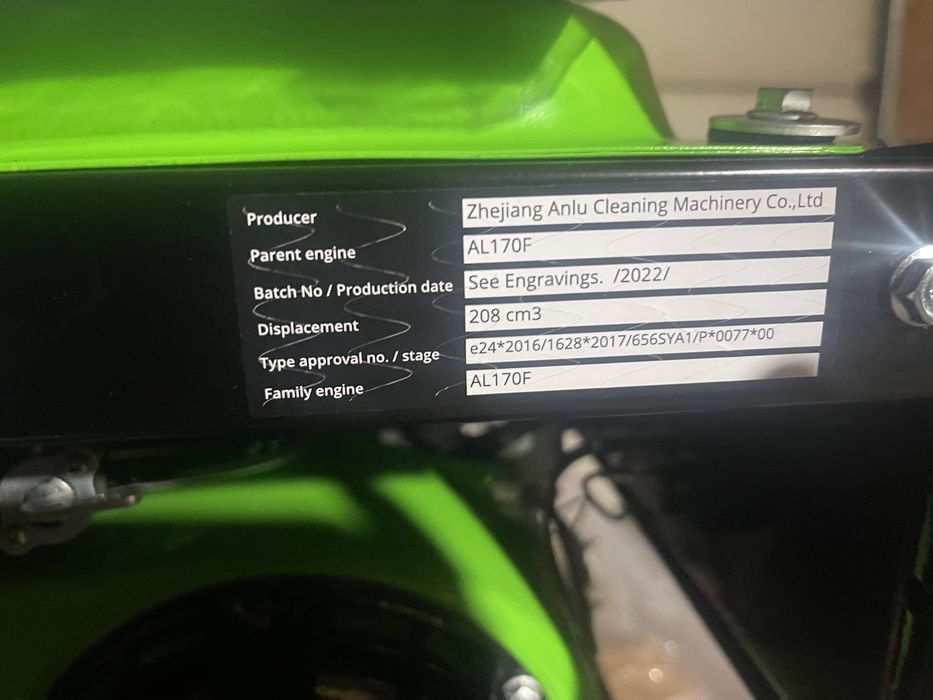 Producer Zhejiang Anlu Cleaning Machinery Co.,Ltd
Parent engine AL170F
Batch No / Production date See Engravings. /2022/
Displacement 208 cm3
Type approval no. / stage e24*2016/1628*2017/656SYA1/P*0077*00
Family engine AL170F